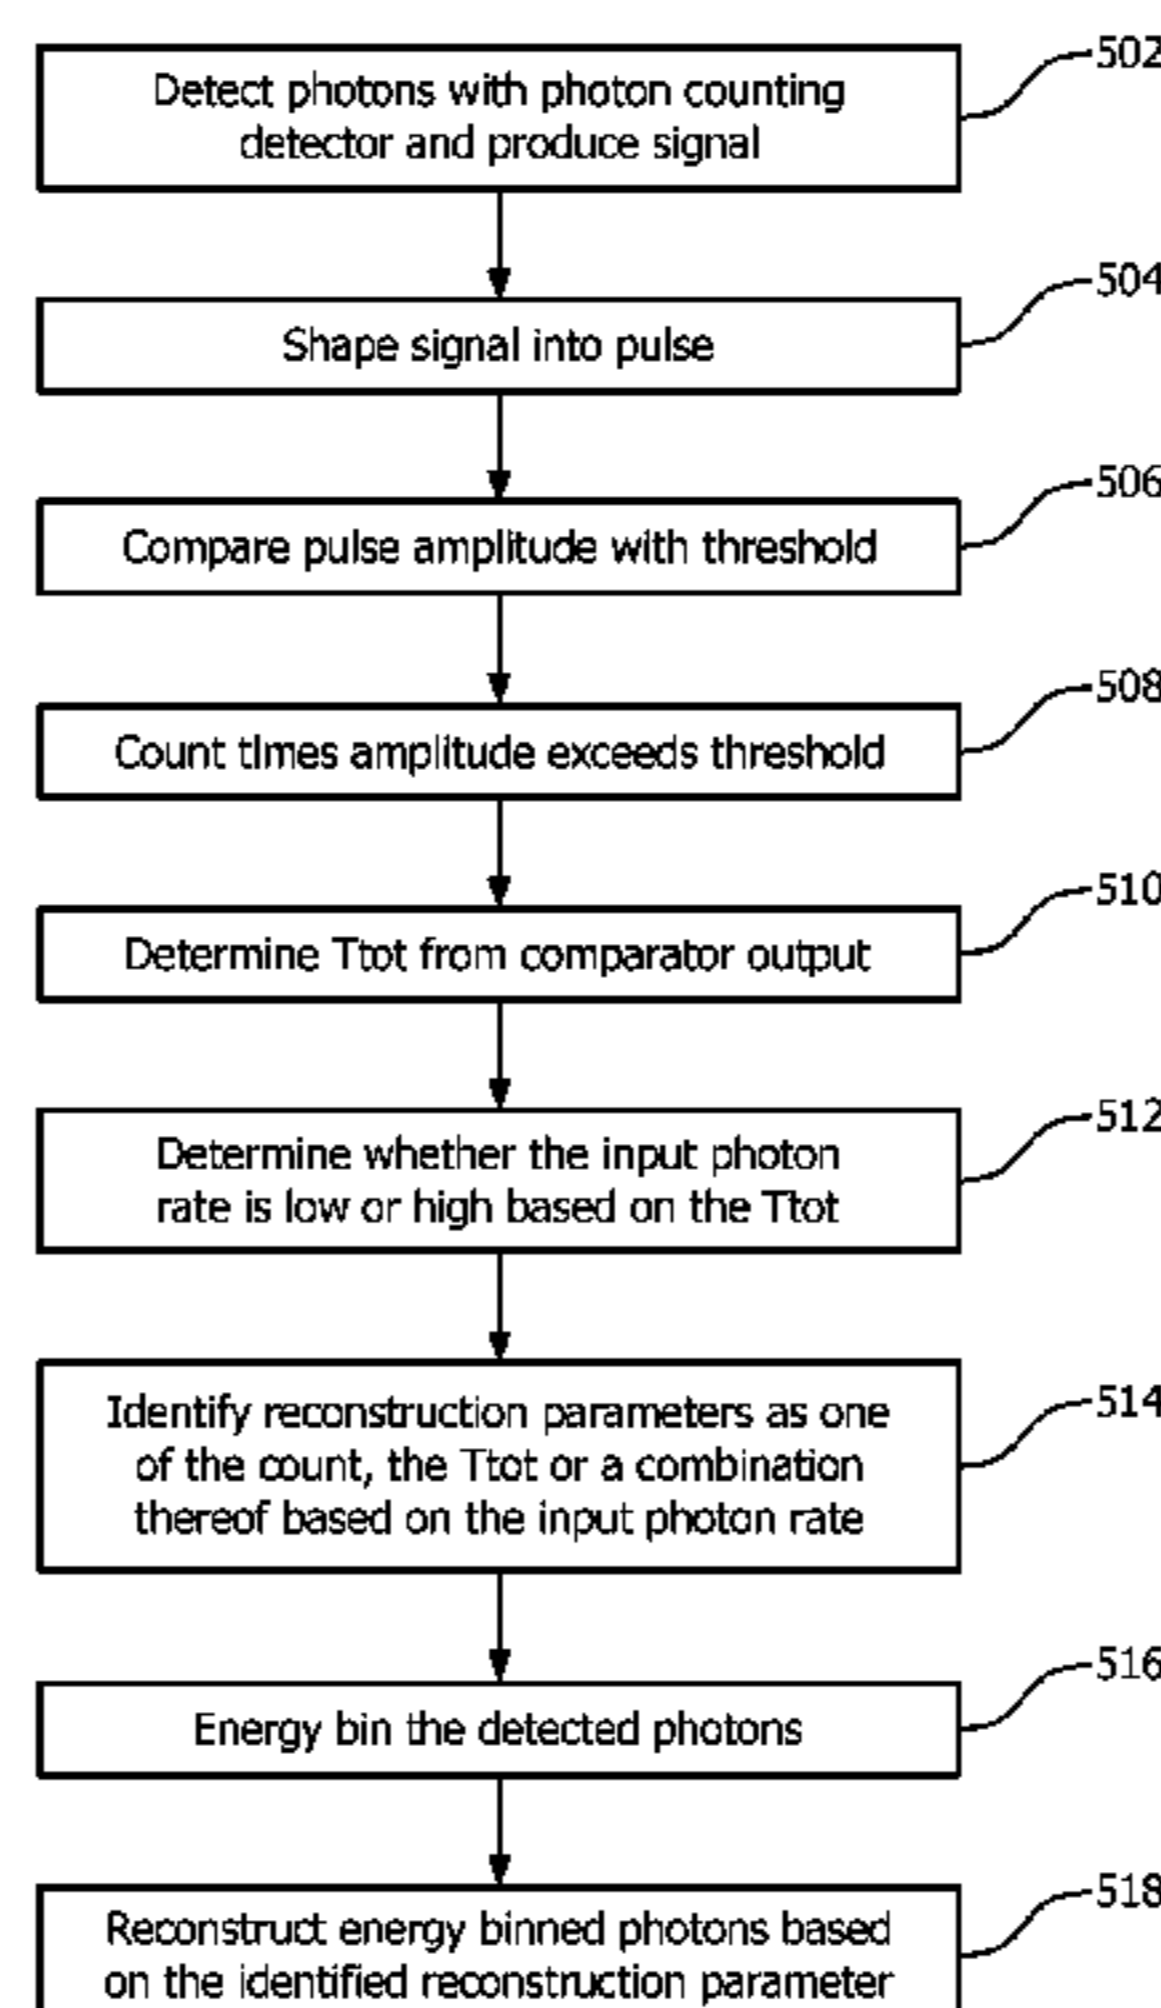 Detect photons with photon counting
detector and produce signal
502
Shape signal into pulse
504
Compare pulse amplitude with threshold
506
Count times amplitude exceeds threshold
508
Determine Ttot from comparator output
510
Determine whether the input photon
rate is low or high based on the Ttot
512
Identify reconstruction parameters as one
of the count, the Ttot or a combination
thereof based on the input photon rate
514
Energy bin the detected photons
516
Reconstruct energy binned photons based
on the identified reconstruction parameter
518